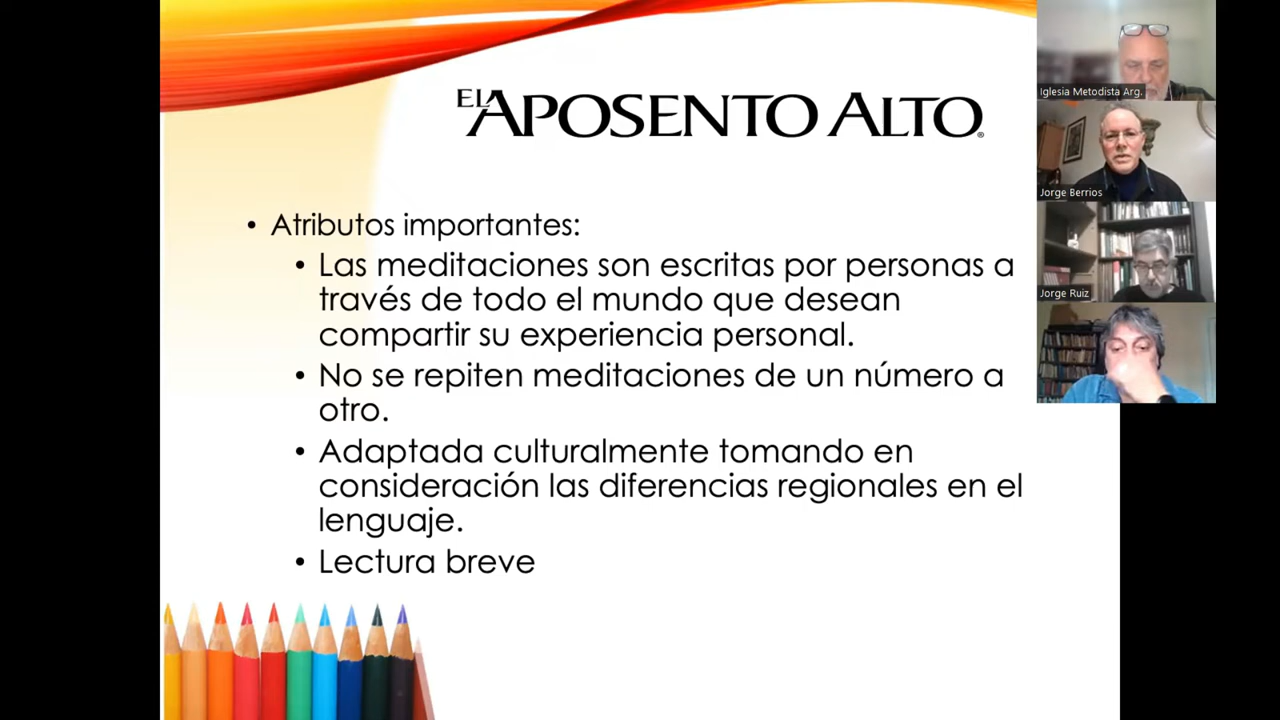 EL APOSENTO ALTO®
• Atributos importantes:
• Las meditaciones son escritas por personas a
través de todo el mundo que desean
compartir su experiencia personal.
• No se repiten meditaciones de un número a
otro.
• Adaptada culturalmente tomando en
consideración las diferencias regionales en el
lenguaje.
• Lectura breve
Iglesia Metodista Arg.
Jorge Berrios
Jorge Ruiz